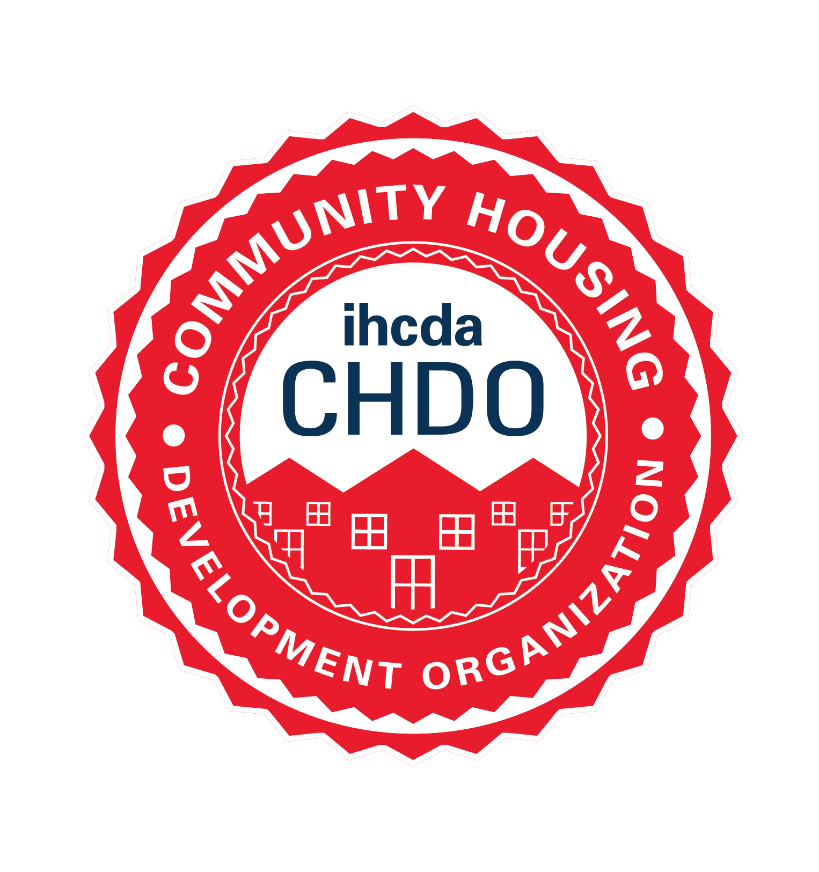 COMMUNITY HOUSING
ihcda
CHDO
DEVELOPMENT ORGANIZATION